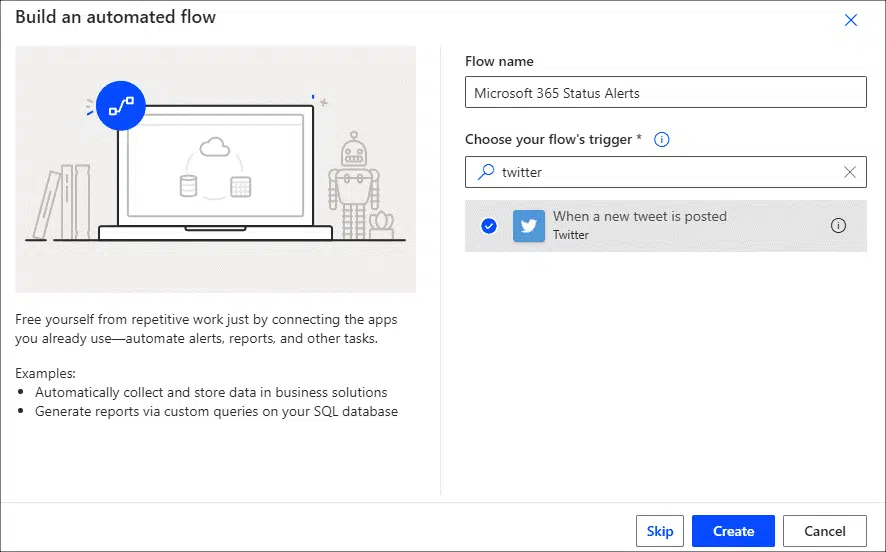 Build an automated flow
Free yourself from repetitive work just by connecting the apps
you already use—automate alerts, reports, and other tasks.
Examples:
• Automatically collect and store data in business solutions
• Generate reports via custom queries on your SQL database
Flow name
Microsoft 365 Status Alerts
Choose your flow's trigger *
twitter
When a new tweet is posted
Twitter
Skip
Create
Cancel